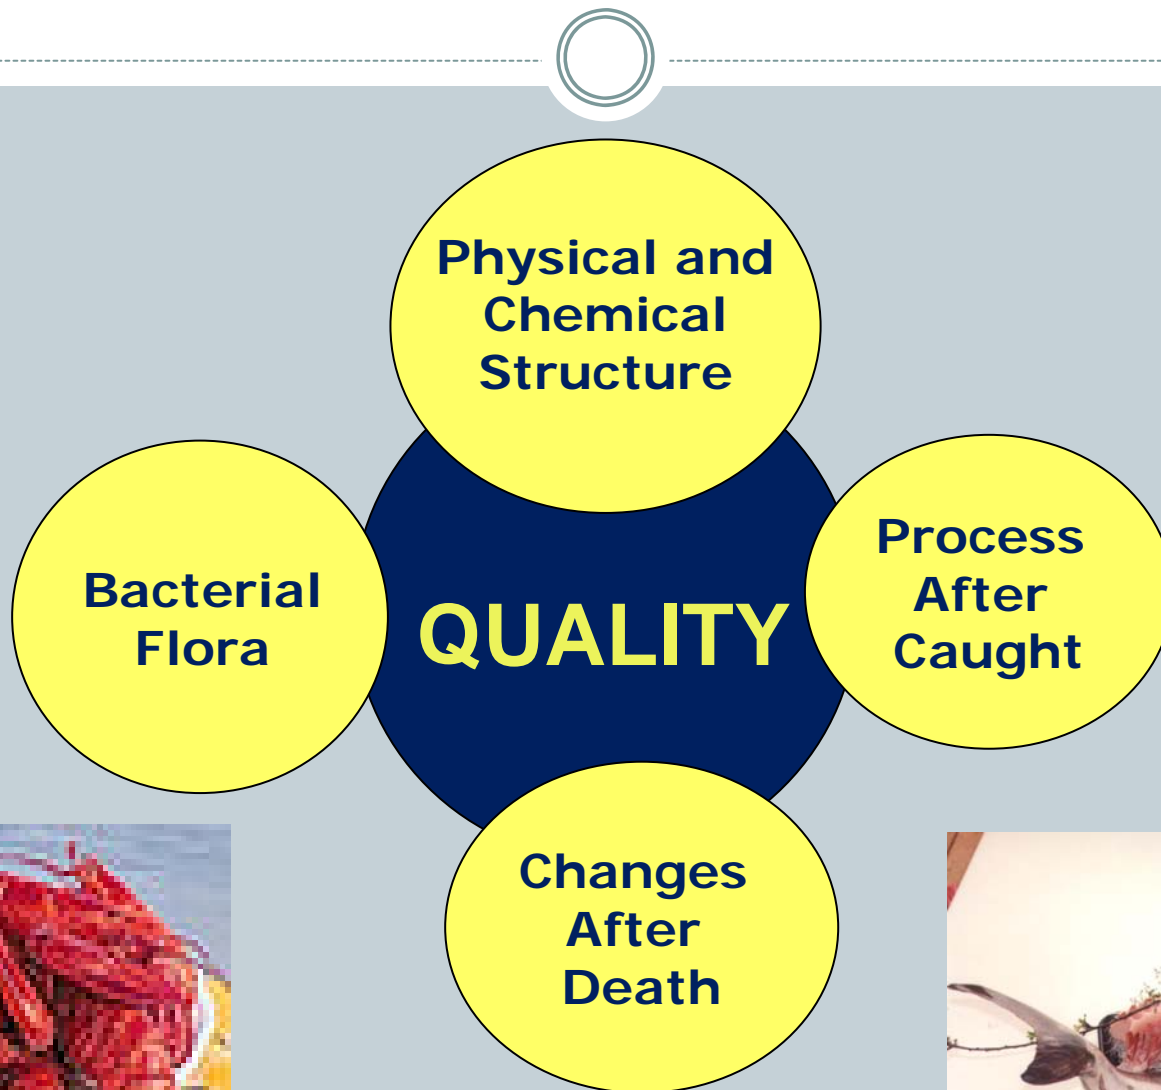 Physical and
Chemical
Structure
Bacterial
Flora
QUALITY
Process
After
Caught
Changes
After
Death